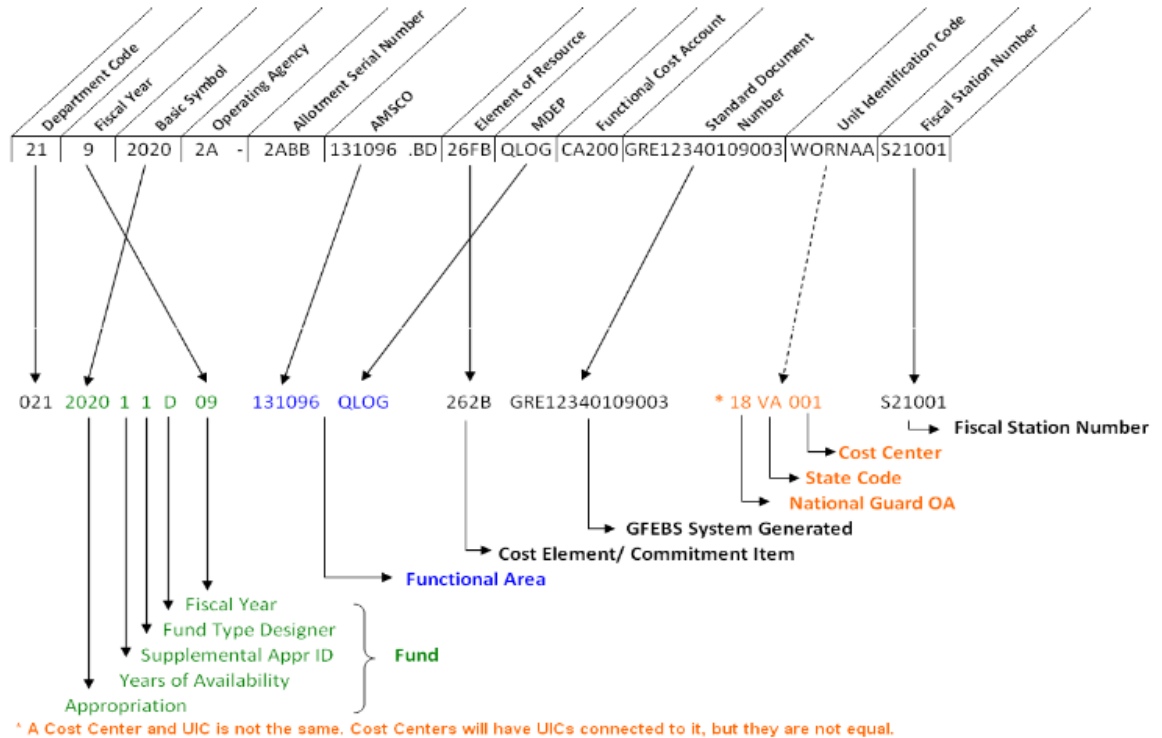 Department Code
Fiscal Year
Basic Symbol
Operating Agency
Allotment Serial Number
AMSCO
Element of Resource
MDEP
Functional Cost Account
Standard Document
Number
Unit Identification Code
Fiscal Station Number
21 9 2020 2A - 2ABB 131096 .BD 26FB QLOG CA200 GRE12340109003 WORNAA S21001
021 2020 1 1 D 09 131096 QLOG 262B GRE12340109003 * 18 VA 001 S21001
Fiscal Station Number
Cost Center
State Code
National Guard OA
GFEBS System Generated
Cost Element/ Commitment Item
Functional Area
Fiscal Year
Fund Type Designer
Supplemental Appr ID
Fund
Years of Availability
Appropriation
* A Cost Center and UIC is not the same. Cost Centers will have UICs connected to it, but they are not equal.